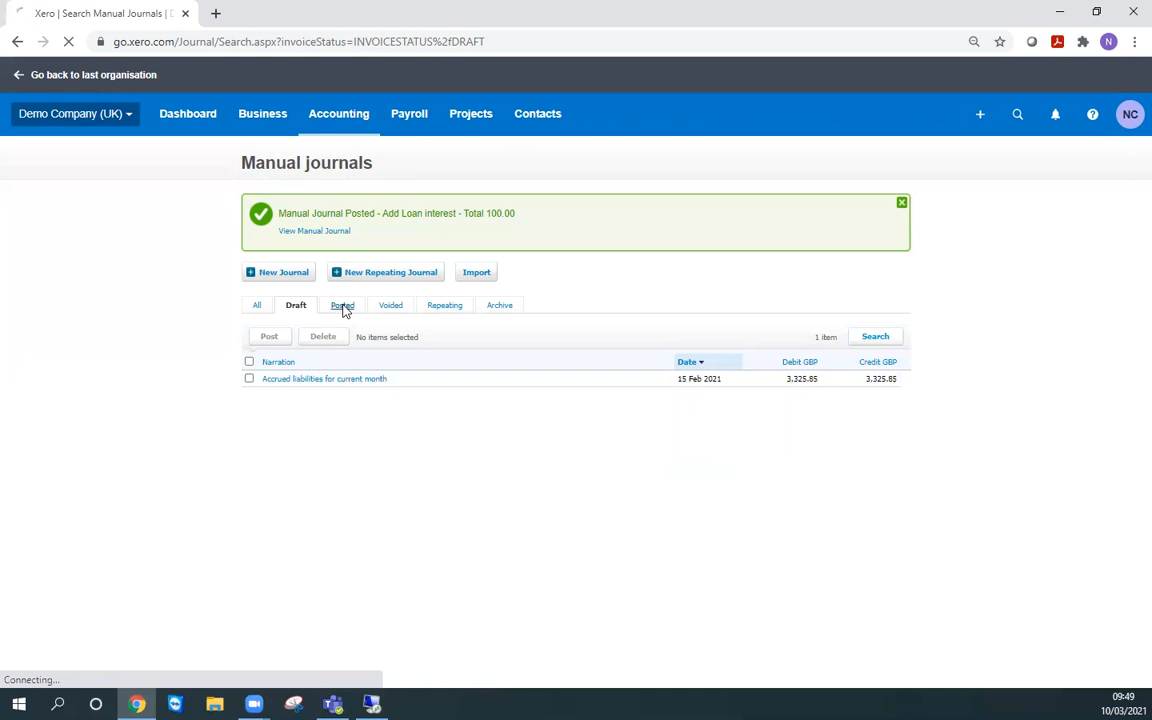 Xero | Search Manual Journals |
go.xero.com/Journal/Search.aspx?invoiceStatus=INVOICESTATUS%2fDRAFT
N
Go back to last organisation
Demo Company (UK)
Dashboard
Business
Accounting
Payroll
Projects
Contacts
NC
Manual journals
Manual Journal Posted - Add Loan interest - Total 100.00
View Manual Journal
New Journal
New Repeating Journal
Import
All
Draft
Posted
Voided
Repeating
Archive
Post
Delete
No items selected
1 item
Search
Narration
Date
Debit GBP
Credit GBP
Accrued liabilities for current month
15 Feb 2021
3,325.85
3,325.85
Connecting...
09:49
10/03/2021